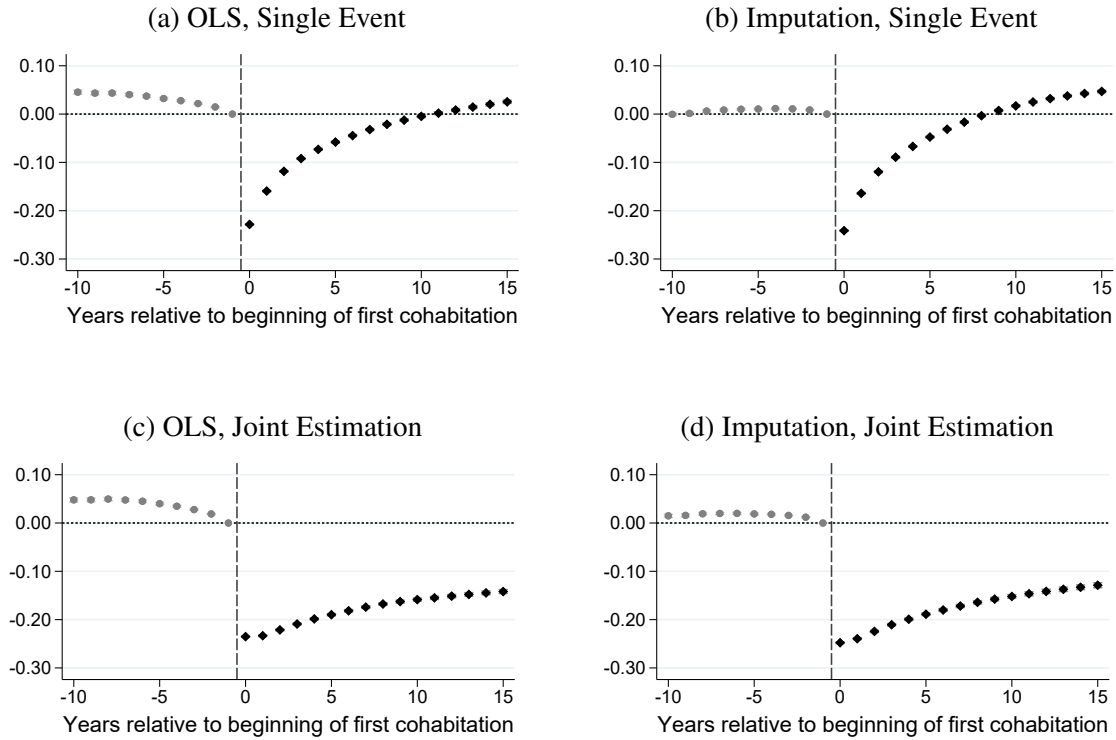 (a) OLS, Single Event
0.10
0.00
-0.10
-0.20
-0.30
-10 -5 0 5 10 15
Years relative to beginning of first cohabitation
(b) Imputation, Single Event
0.10
0.00
-0.10
-0.20
-0.30
-10 -5 0 5 10 15
Years relative to beginning of first cohabitation
(c) OLS, Joint Estimation
0.10
0.00
-0.10
-0.20
-0.30
-10 -5 0 5 10 15
Years relative to beginning of first cohabitation
(d) Imputation, Joint Estimation
0.10
0.00
-0.10
-0.20
-0.30
-10 -5 0 5 10 15
Years relative to beginning of first cohabitation